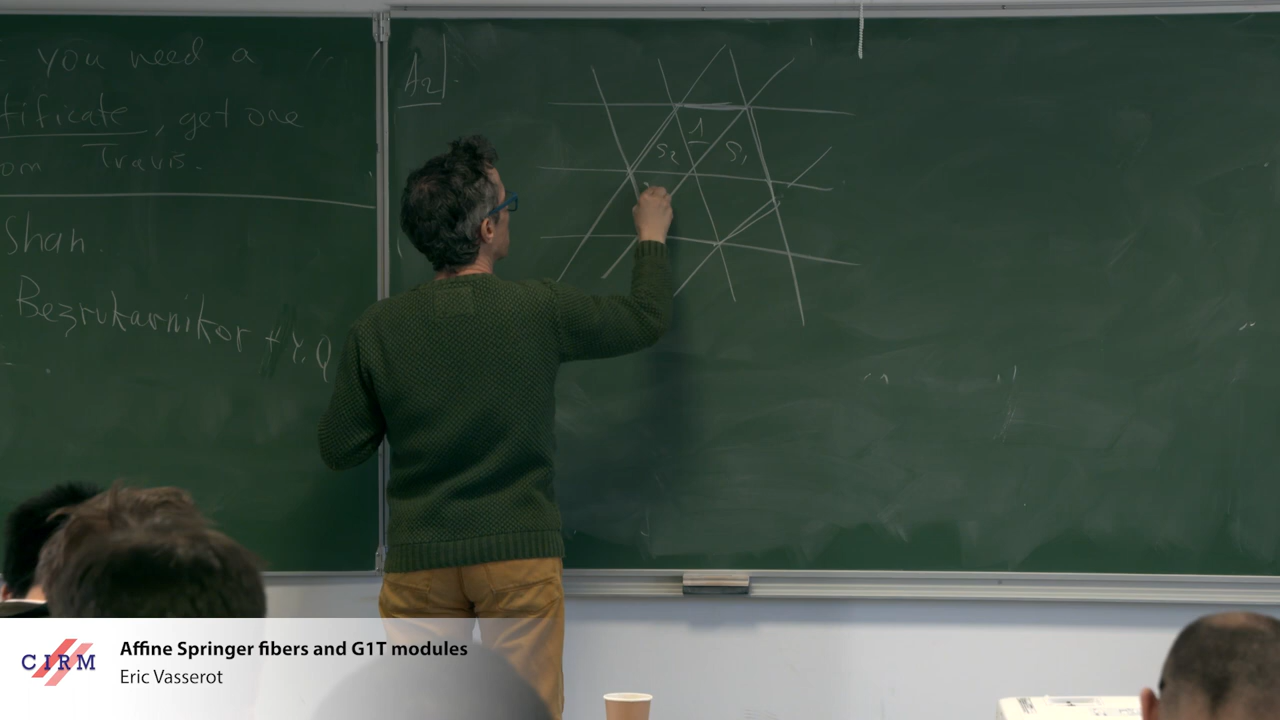 you need a
tificate, get one
om Travis.
Shan.
Bezrukarnikor + Y. Q
A2
1
S2 S1
CIRM
Affine Springer fibers and G1T modules
Eric Vasserot